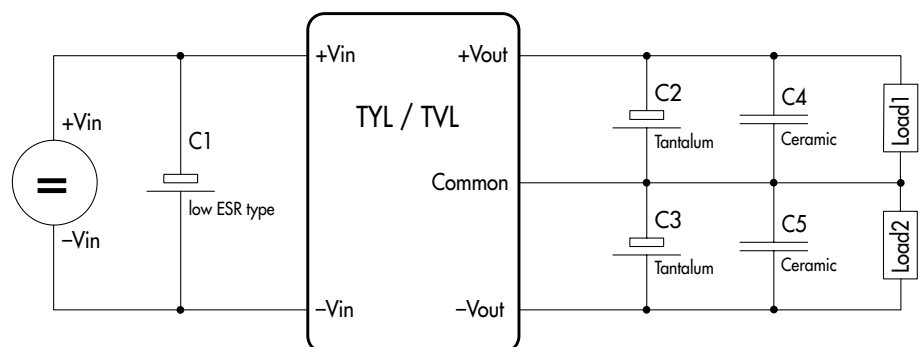 +Vin
+Vout
C2
C4
Load1
TYL / TVL
+Vin
C1
Tantalum
Ceramic
=
Common
low ESR type
C3
C5
Load2
–Vin
Tantalum
Ceramic
–Vin
–Vout